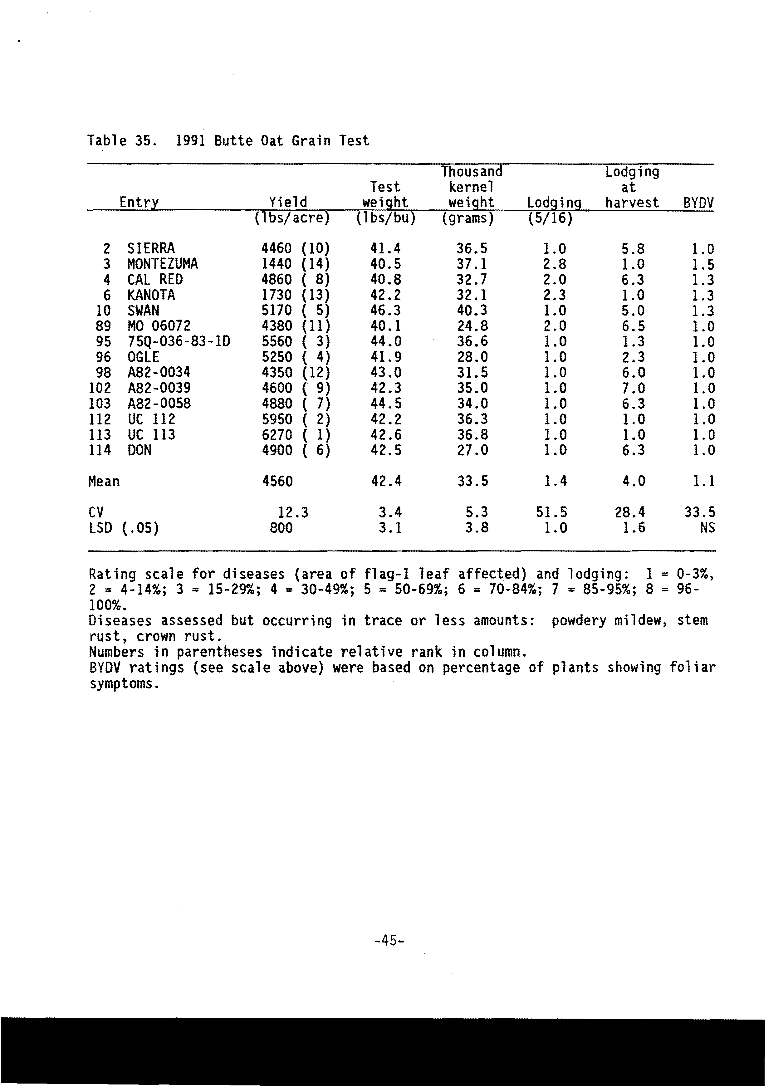 Table 35. 1991 Butte Oat Grain Test
Thousand Lodging
Test kernel at
Entry Yield weight weight Lodging harvest BYDV
(lbs/acre) (lbs/bu) (grams) (5/16)
2 SIERRA 4460 (10) 41.4 36.5 1.0 5.8 1.0
3 MONTEZUMA 1440 (14) 40.5 37.1 2.8 1.0 1.5
4 CAL RED 4860 ( 8) 40.8 32.7 2.0 6.3 1.3
6 KANOTA 1730 (13) 42.2 32.1 2.3 1.0 1.3
10 SWAN 5170 ( 5) 46.3 40.3 1.0 5.0 1.3
89 MO 06072 4380 (11) 40.1 24.8 2.0 6.5 1.0
95 75Q-036-83-1D 5560 ( 3) 44.0 36.6 1.0 1.3 1.0
96 OGLE 5250 ( 4) 41.9 28.0 1.0 2.3 1.0
98 A82-0034 4350 (12) 43.0 31.5 1.0 6.0 1.0
102 A82-0039 4600 ( 9) 42.3 35.0 1.0 7.0 1.0
103 A82-0058 4880 ( 7) 44.5 34.0 1.0 6.3 1.0
112 UC 112 5950 ( 2) 42.2 36.3 1.0 1.0 1.0
113 UC 113 6270 ( 1) 42.6 36.8 1.0 1.0 1.0
114 DON 4900 ( 6) 42.5 27.0 1.0 6.3 1.0
Mean 4560 42.4 33.5 1.4 4.0 1.1
CV 12.3 3.4 5.3 51.5 28.4 33.5
LSD (.05) 800 3.1 3.8 1.0 1.6 NS
Rating scale for diseases (area of flag-1 leaf affected) and lodging: 1 = 0-3%,
2 = 4-14%; 3 = 15-29%; 4 = 30-49%; 5 = 50-69%; 6 = 70-84%; 7 = 85-95%; 8 = 96-
100%.
Diseases assessed but occurring in trace or less amounts: powdery mildew, stem
rust, crown rust.
Numbers in parentheses indicate relative rank in column.
BYDV ratings (see scale above) were based on percentage of plants showing foliar
symptoms.
-45-